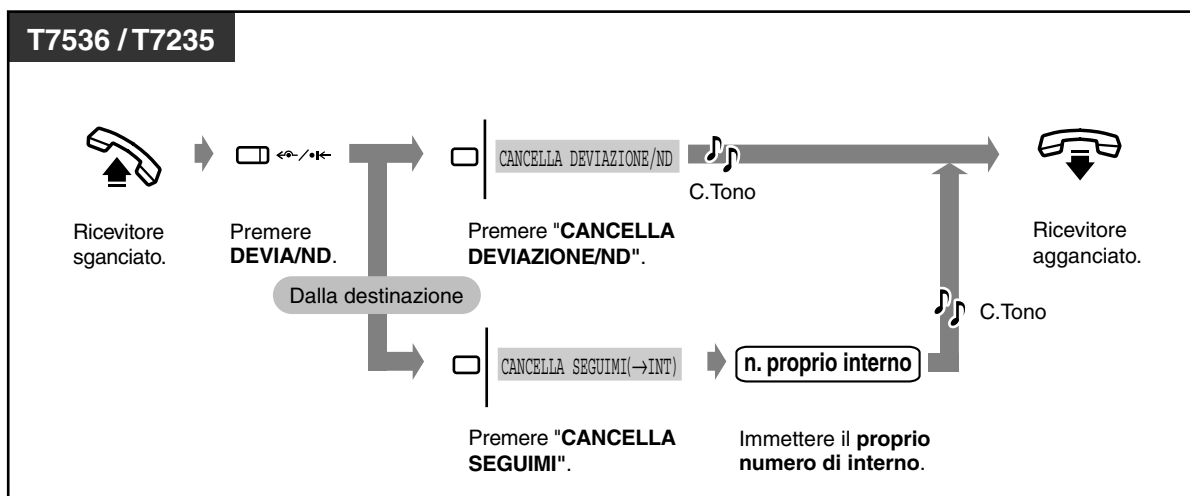 T7536 / T7235
CANCELLA DEVIAZIONE/ND
C.Tono
Ricevitore
sganciato.
Premere
DEVIA/ND.
Premere "CANCELLA
DEVIAZIONE/ND".
Ricevitore
agganciato.
Dalla destinazione
C.Tono
CANCELLA SEGUIMI(→INT)
n. proprio interno
Premere "CANCELLA
SEGUIMI".
Immettere il proprio
numero di interno.